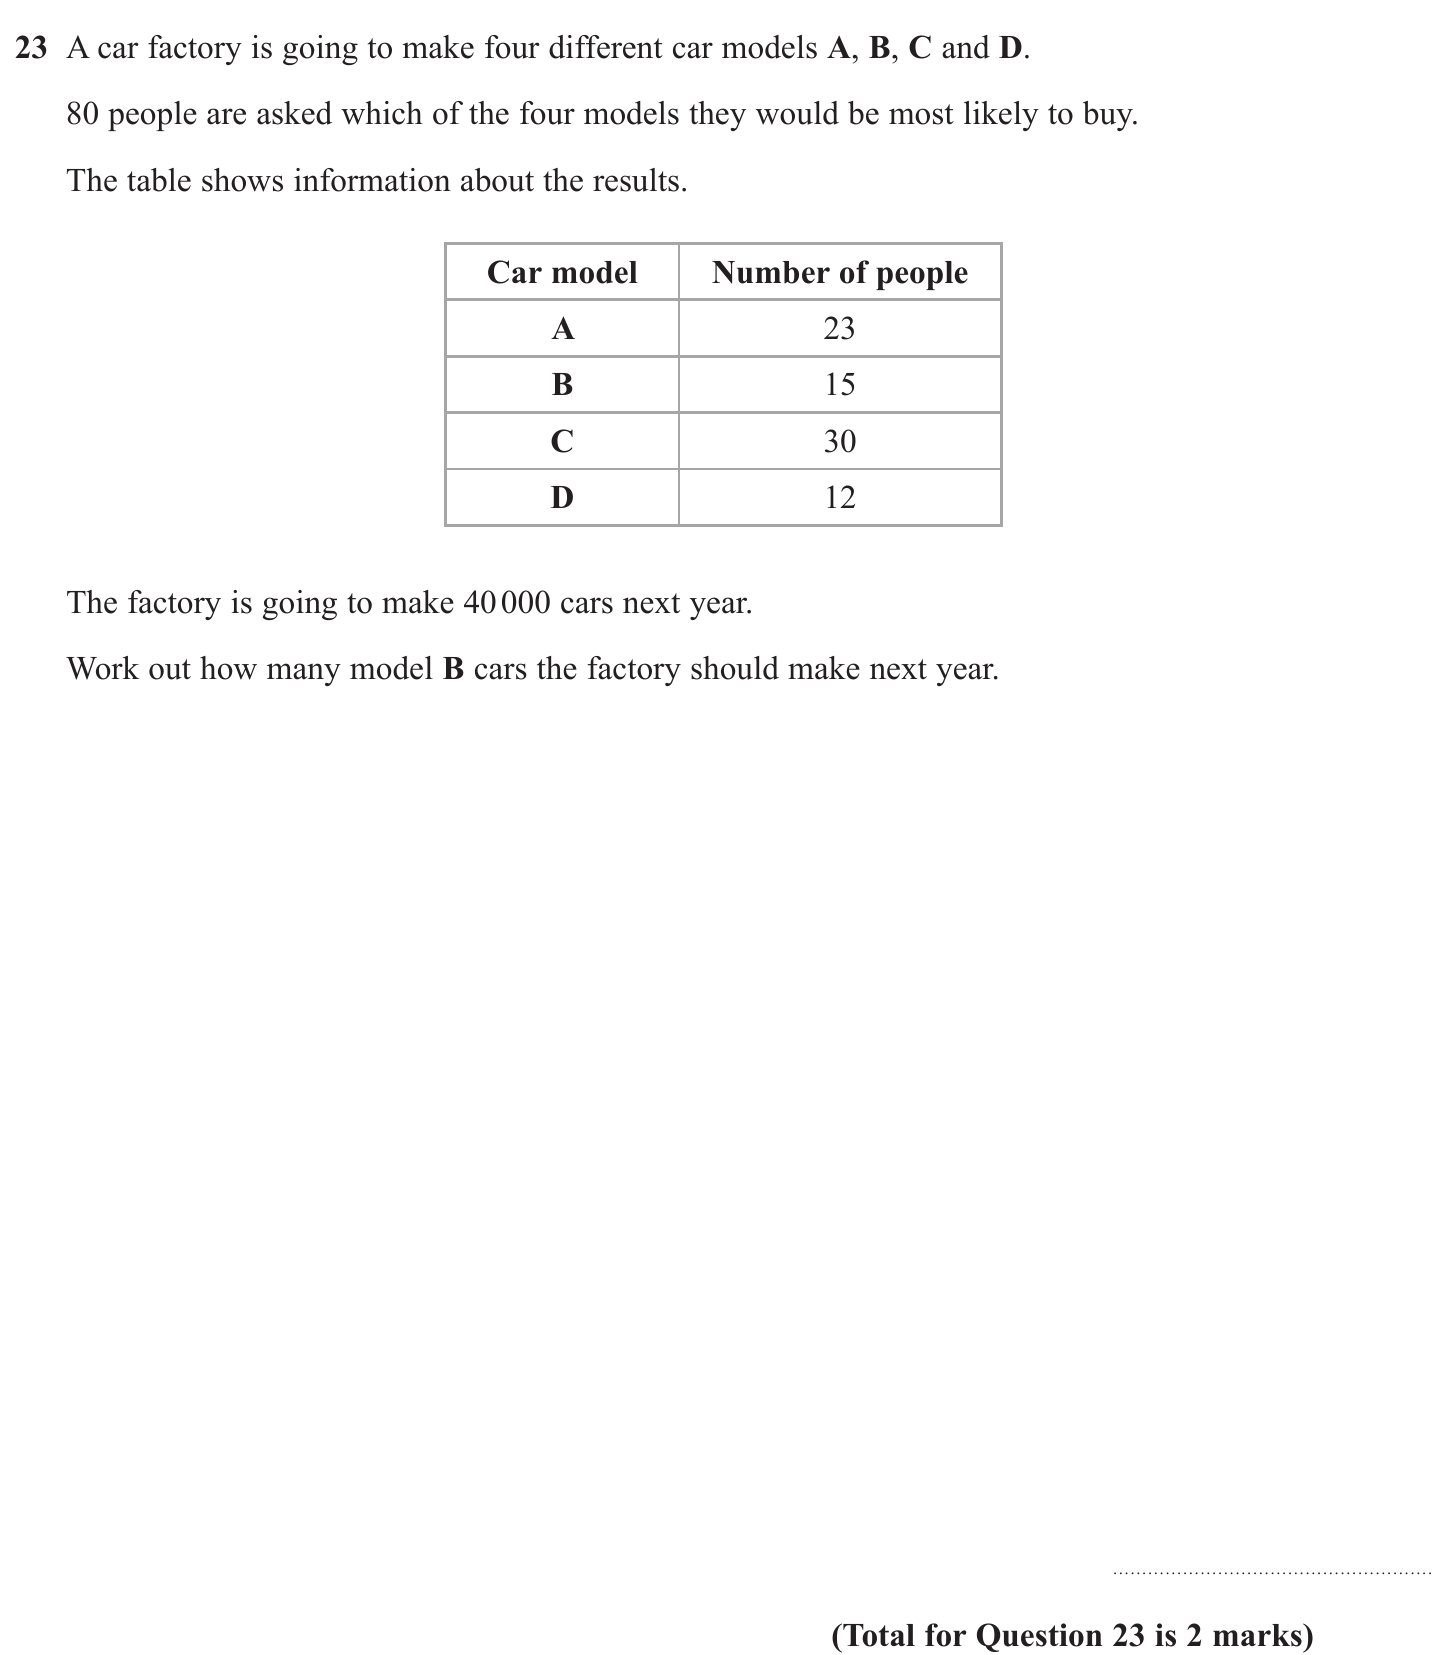 23 A car factory is going to make four different car models A, B, C and D.
80 people are asked which of the four models they would be most likely to buy.
The table shows information about the results.
Car model Number of people
A 23
B 15
C 30
D 12
The factory is going to make 40 000 cars next year.
Work out how many model B cars the factory should make next year.
(Total for Question 23 is 2 marks)